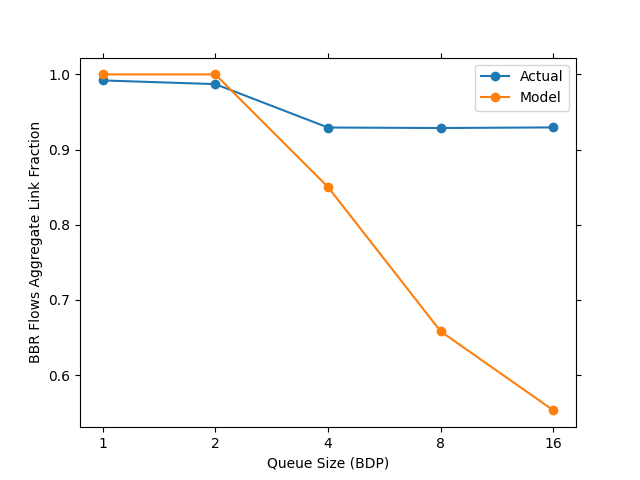 Actual
Model
1.0
0.9
0.8
0.7
0.6
BBR Flows Aggregate Link Fraction
1 2 4 8 16
Queue Size (BDP)